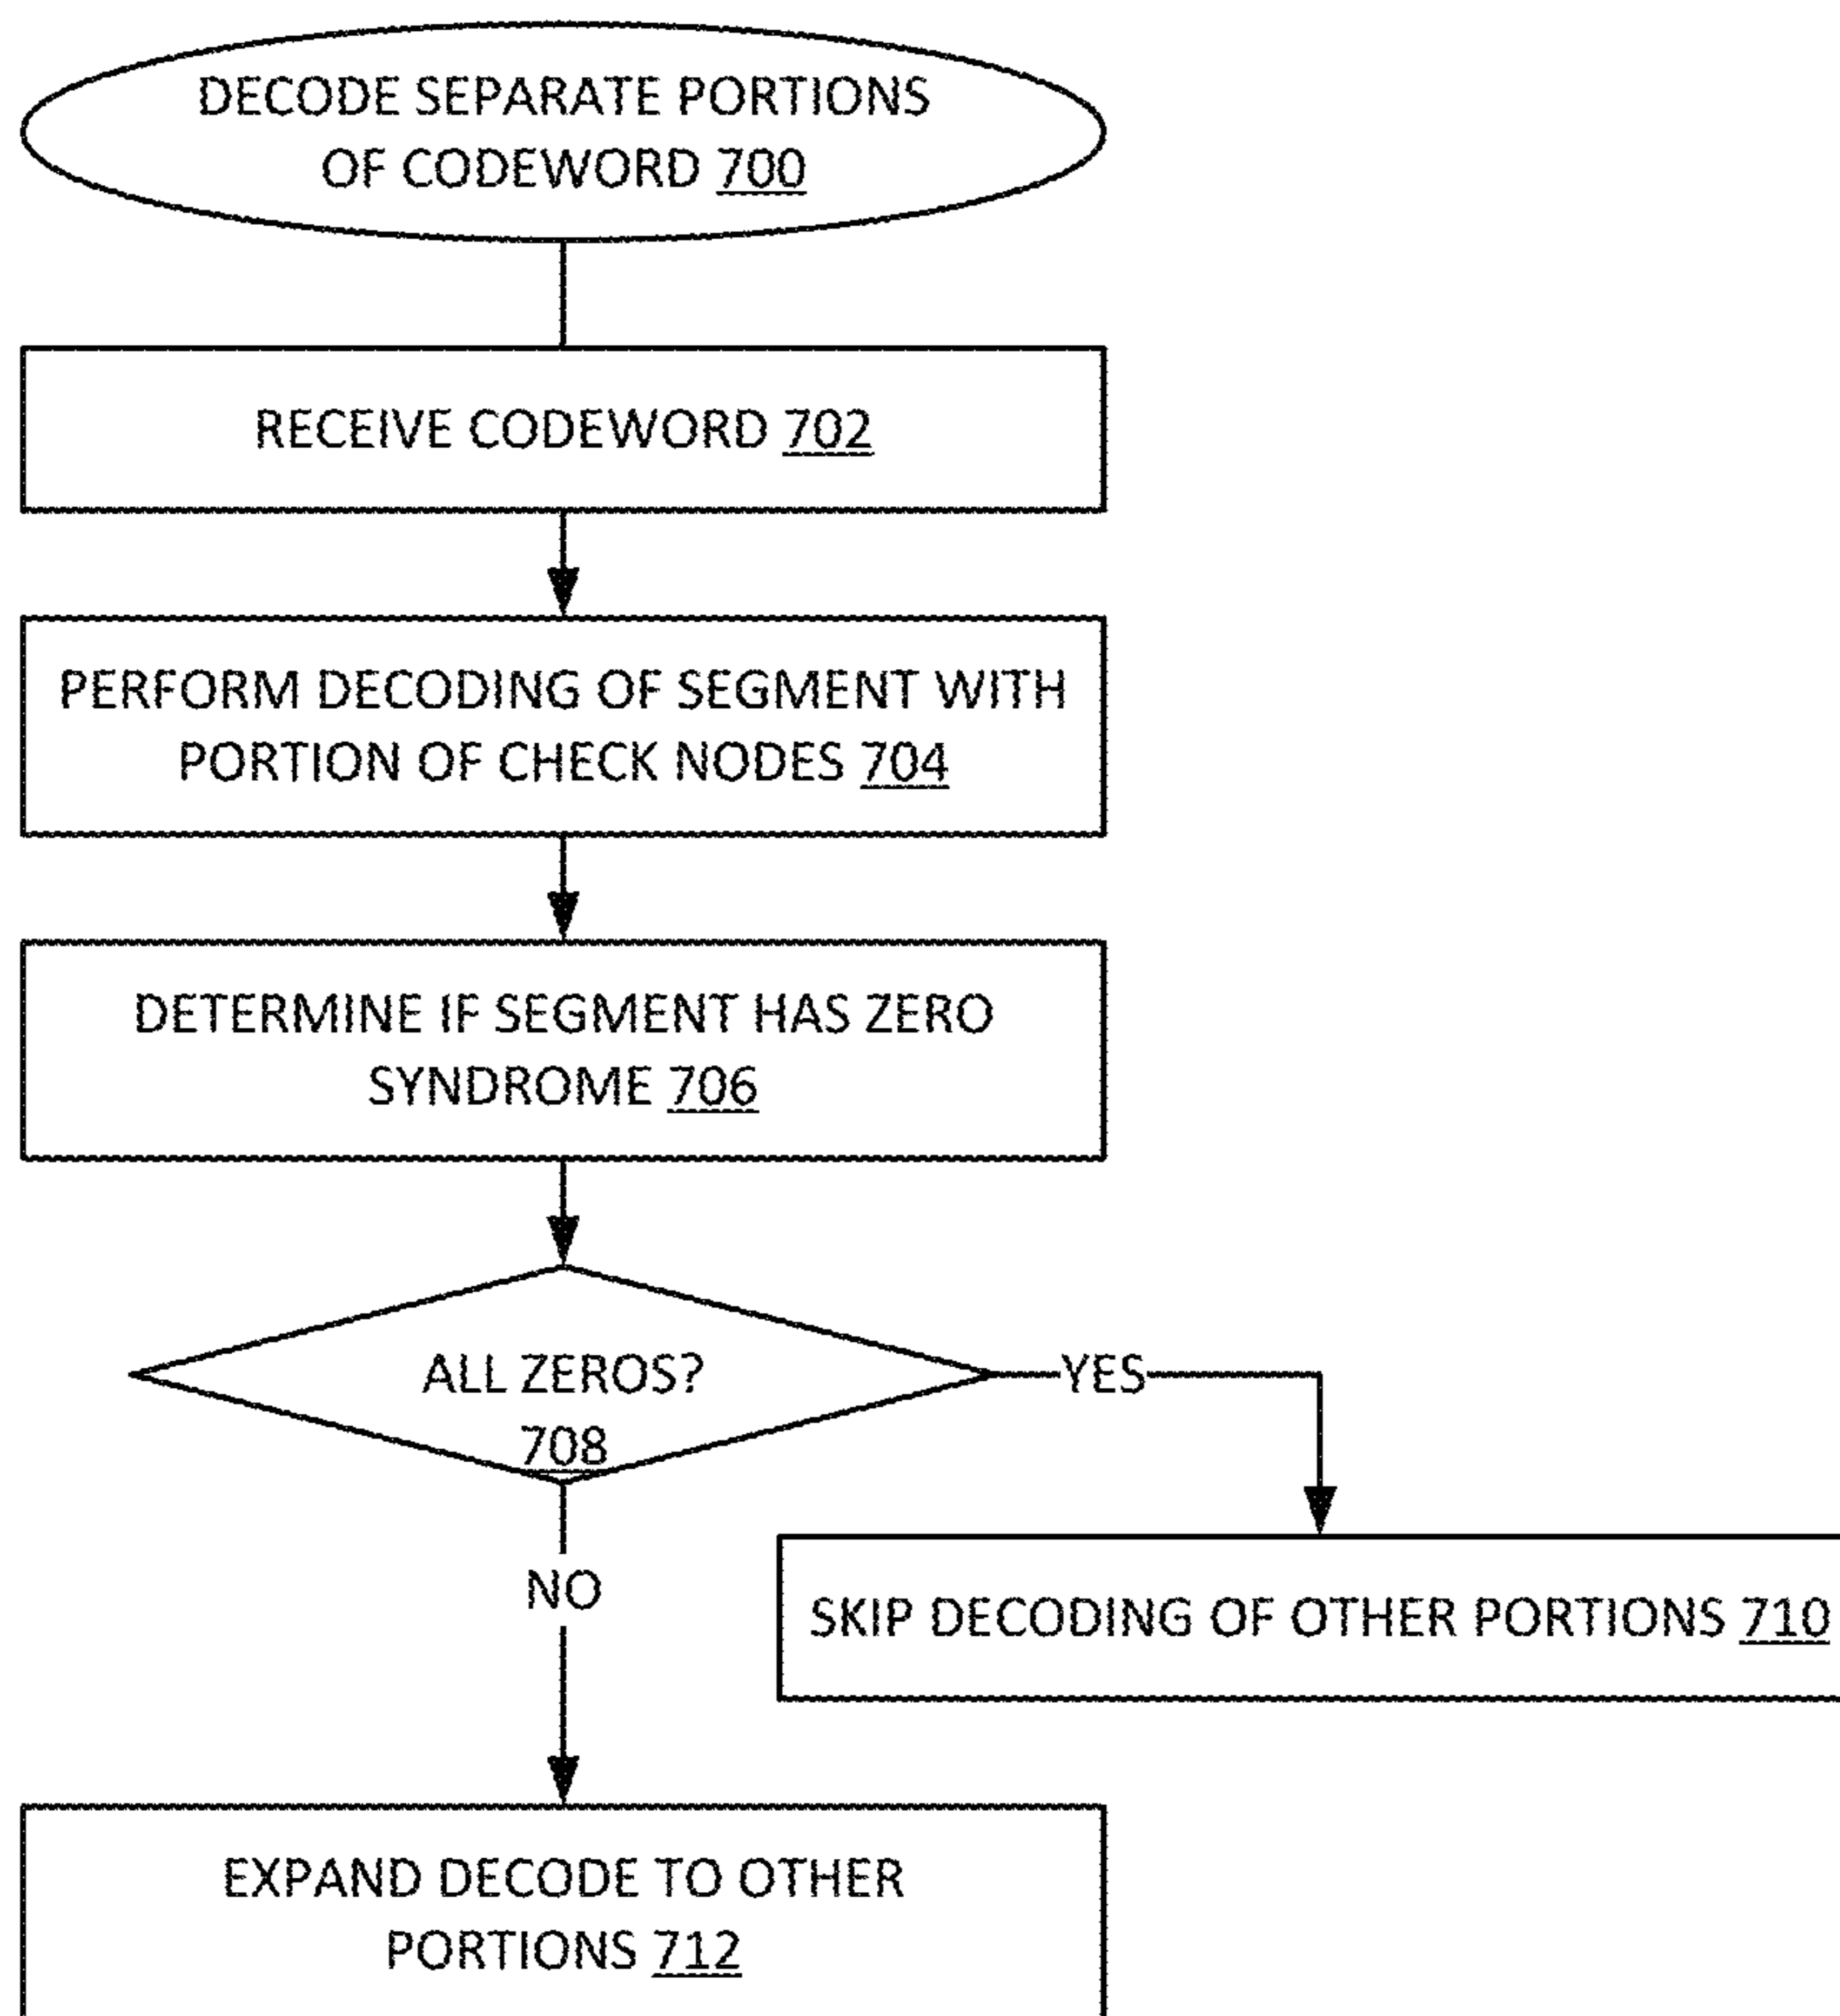 DECODE SEPARATE PORTIONS
OF CODEWORD 700
RECEIVE CODEWORD 702
PERFORM DECODING OF SEGMENT WITH
PORTION OF CHECK NODES 704
DETERMINE IF SEGMENT HAS ZERO
SYNDROME 706
ALL ZEROS?
708
YES
NO
SKIP DECODING OF OTHER PORTIONS 710
EXPAND DECODE TO OTHER
PORTIONS 712